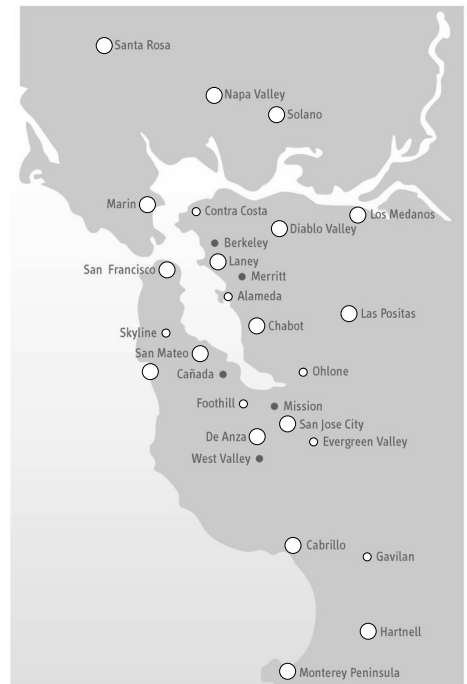 Santa Rosa
Napa Valley
Solano
Marin
Contra Costa
Los Medanos
Diablo Valley
Berkeley
Laney
San Francisco
Merritt
Alameda
Las Positas
Chabot
Skyline
San Mateo
Ohlone
Cañada
Foothill
Mission
San Jose City
De Anza
Evergreen Valley
West Valley
Cabrillo
Gavilan
Hartnell
Monterey Peninsula